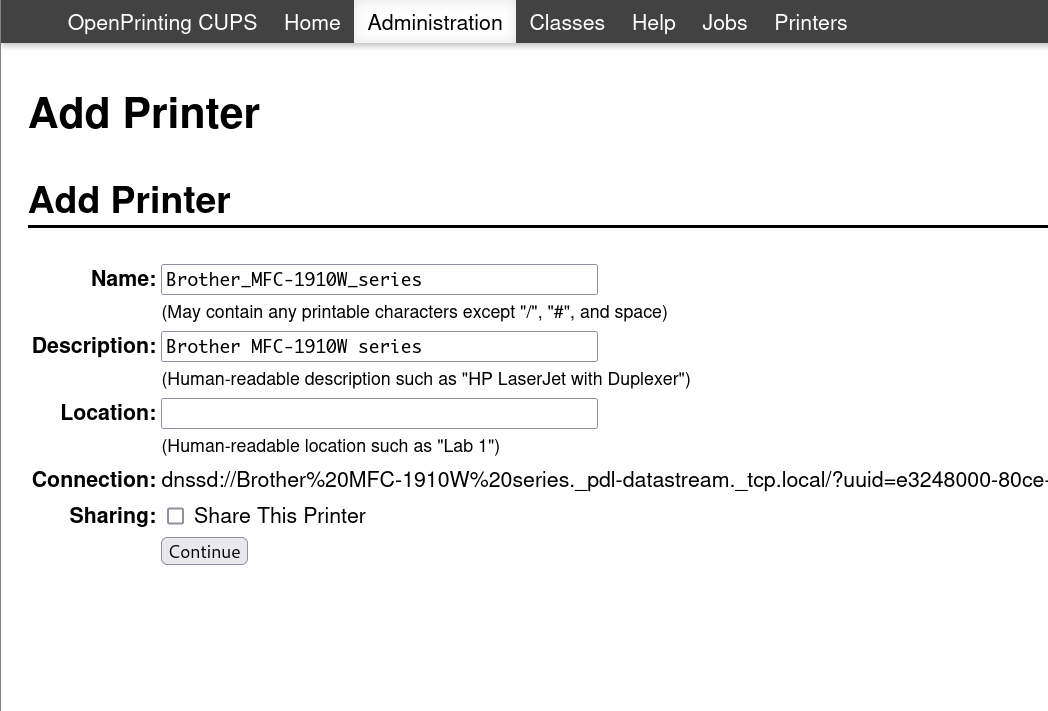 OpenPrinting CUPS Home Administration Classes Help Jobs Printers
Add Printer
Add Printer
Name: Brother_MFC-1910W_series
(May contain any printable characters except "/", "#", and space)
Description: Brother MFC-1910W series
(Human-readable description such as "HP LaserJet with Duplexer")
Location:
(Human-readable location such as "Lab 1")
Connection: dnssd://Brother%20MFC-1910W%20series._pdl-datastream._tcp.local/?uuid=e3248000-80ce-
Sharing: Share This Printer
Continue